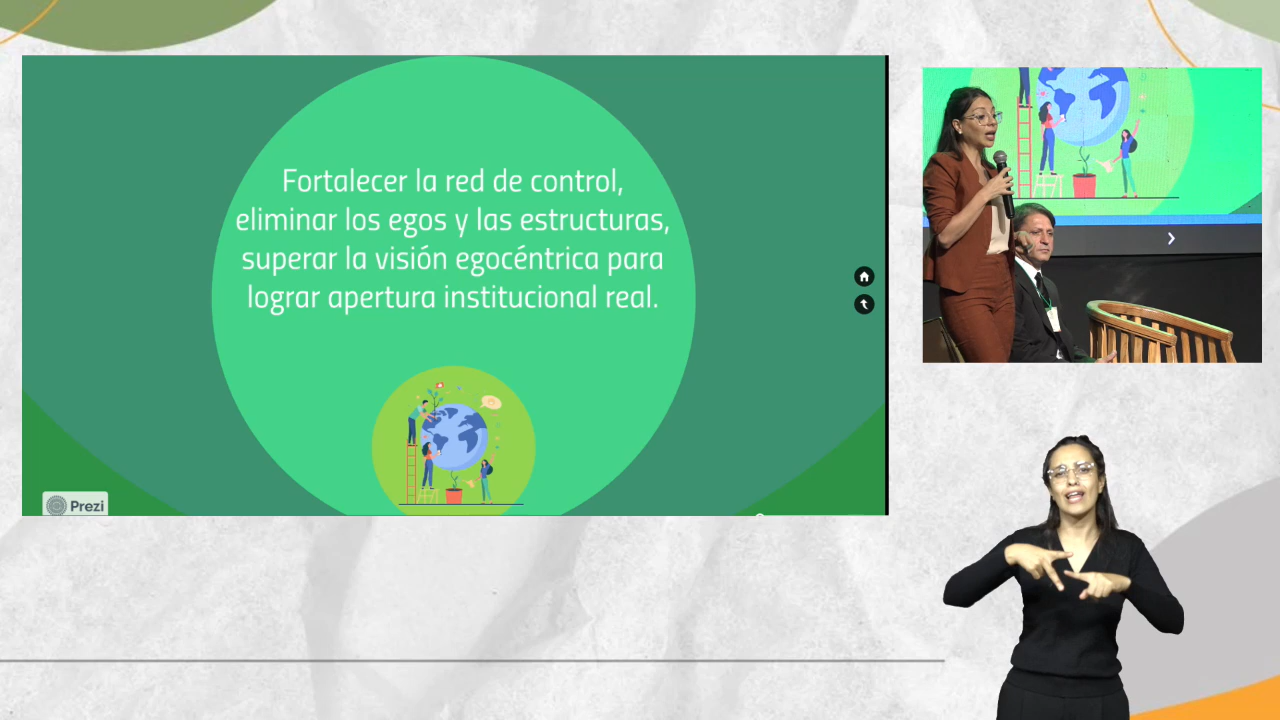 Fortalecer la red de control,
eliminar los egos y las estructuras,
superar la visión egocéntrica para
lograr apertura institucional real.
Prezi